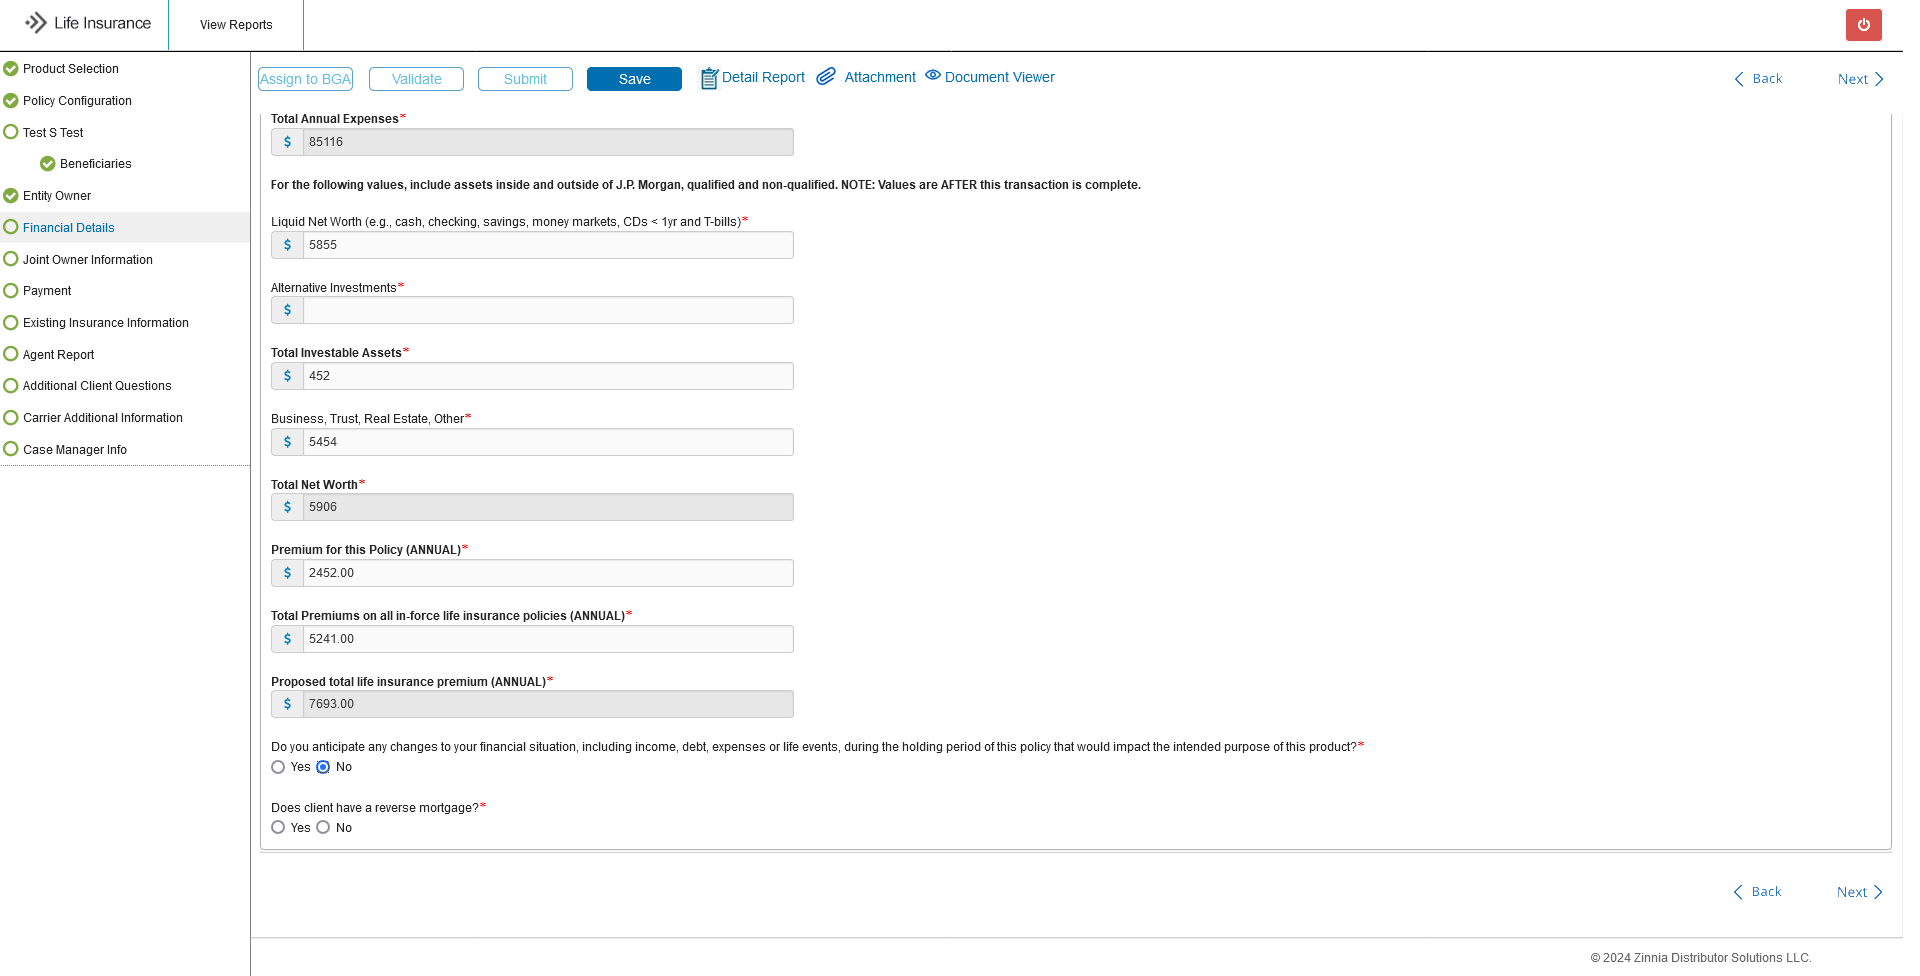 Life Insurance
View Reports
Product Selection
Policy Configuration
Test S Test
Beneficiaries
Entity Owner
Financial Details
Joint Owner Information
Payment
Existing Insurance Information
Agent Report
Additional Client Questions
Carrier Additional Information
Case Manager Info
Assign to BGA Validate Submit Save Detail Report Attachment Document Viewer Back Next
Total Annual Expenses*
$ 85116
For the following values, include assets inside and outside of J.P. Morgan, qualified and non-qualified. NOTE: Values are AFTER this transaction is complete.
Liquid Net Worth (e.g., cash, checking, savings, money markets, CDs < 1yr and T-bills)*
$ 5855
Alternative Investments*
$
Total Investable Assets*
$ 452
Business, Trust, Real Estate, Other*
$ 5454
Total Net Worth*
$ 5906
Premium for this Policy (ANNUAL)*
$ 2452.00
Total Premiums on all in-force life insurance policies (ANNUAL)*
$ 5241.00
Proposed total life insurance premium (ANNUAL)*
$ 7693.00
Do you anticipate any changes to your financial situation, including income, debt, expenses or life events, during the holding period of this policy that would impact the intended purpose of this product?*
Yes No
Does client have a reverse mortgage?*
Yes No
Back Next
© 2024 Zinnia Distributor Solutions LLC.